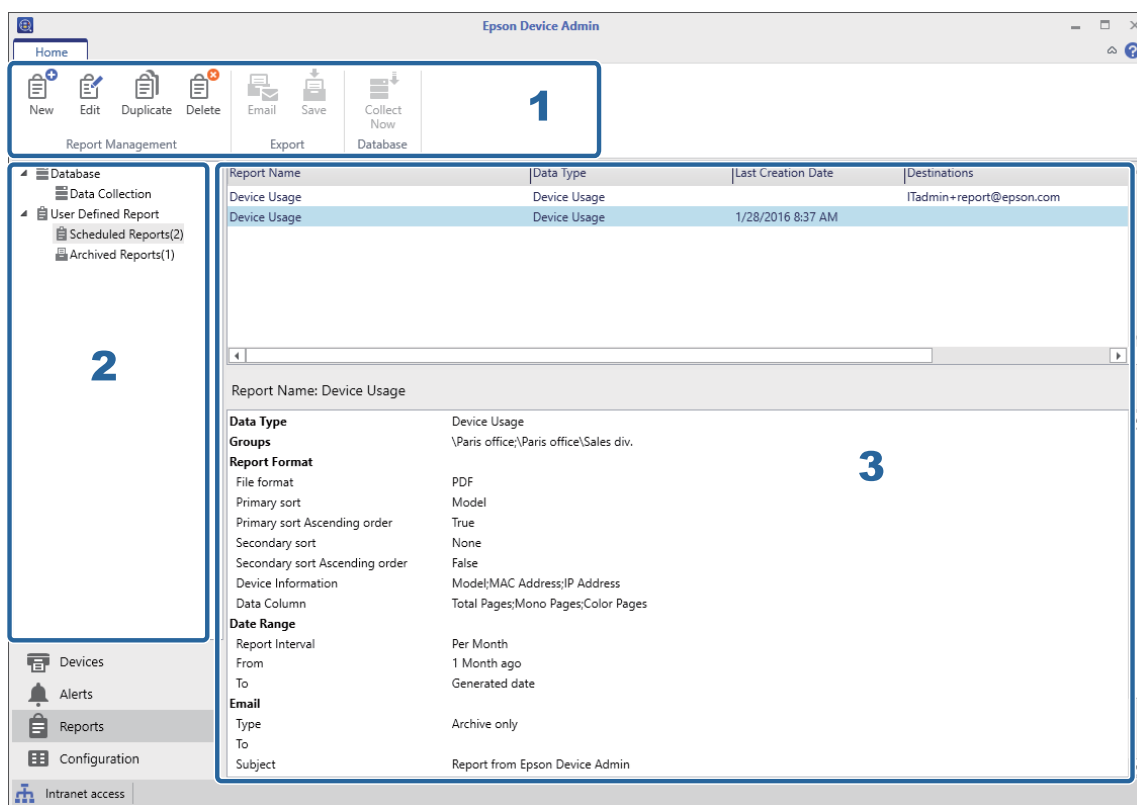 Epson Device Admin
Home
New Edit Duplicate Delete Email Save Collect Now
Report Management Export Database
1
Database
Data Collection
User Defined Report
Scheduled Reports(2)
Archived Reports(1)
2
Devices
Alerts
Reports
Configuration
Intranet access
Report Name Data Type Last Creation Date Destinations
Device Usage Device Usage ITadmin+report@epson.com
Device Usage Device Usage 1/28/2016 8:37 AM
Report Name: Device Usage
3
Data Type Device Usage
Groups \Paris office;\Paris office\Sales div.
Report Format
File format PDF
Primary sort Model
Primary sort Ascending order True
Secondary sort None
Secondary sort Ascending order False
Device Information Model;MAC Address;IP Address
Data Column Total Pages;Mono Pages;Color Pages
Date Range
Report Interval Per Month
From 1 Month ago
To Generated date
Email
Type Archive only
To
Subject Report from Epson Device Admin